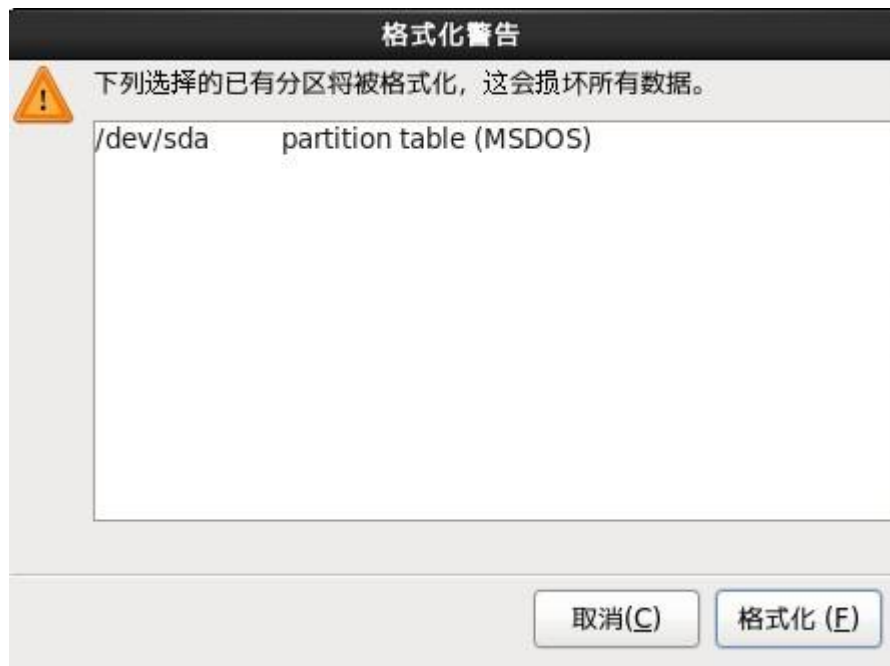 格式化警告
下列选择的已有分区将被格式化，这会损坏所有数据。
/dev/sda partition table (MSDOS)
取消(C) 格式化 (F)